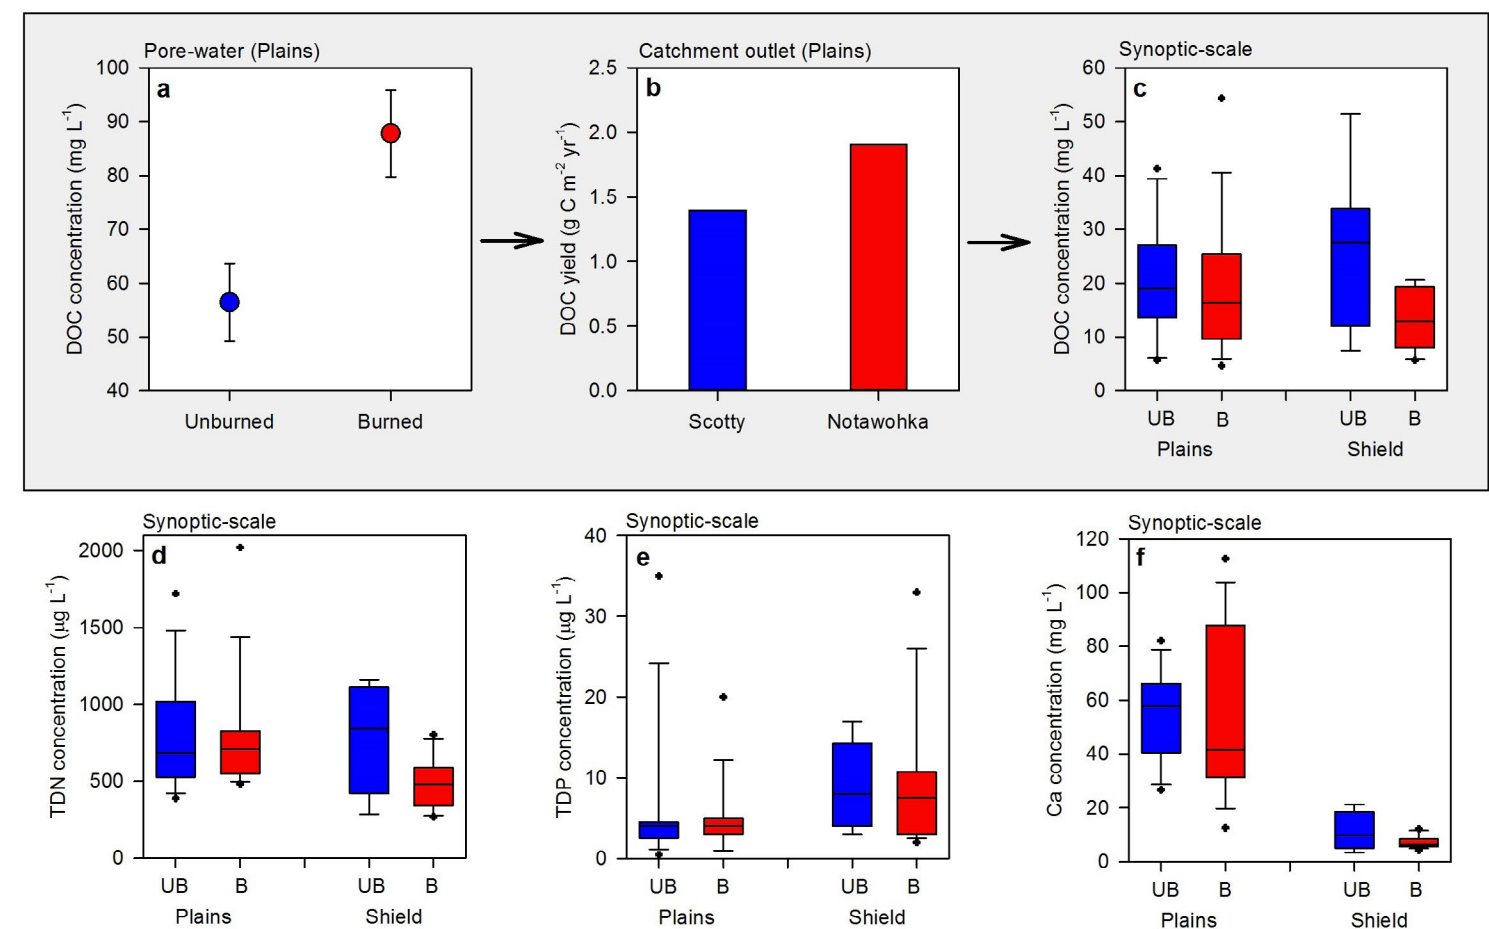 Pore-water (Plains)
a
DOC concentration (mg L⁻¹)
100
90
80
70
60
50
40
Unburned
Burned
Catchment outlet (Plains)
b
DOC yield (g C m⁻² yr⁻¹)
2.5
2.0
1.5
1.0
0.5
0.0
Scotty
Notawohka
Synoptic-scale
c
DOC concentration (mg L⁻¹)
60
50
40
30
20
10
0
UB B UB B
Plains Shield
Synoptic-scale
d
TDN concentration (µg L⁻¹)
2000
1500
1000
500
0
UB B UB B
Plains Shield
Synoptic-scale
e
TDP concentration (µg L⁻¹)
40
30
20
10
0
UB B UB B
Plains Shield
Synoptic-scale
f
Ca concentration (mg L⁻¹)
120
100
80
60
40
20
0
UB B UB B
Plains Shield